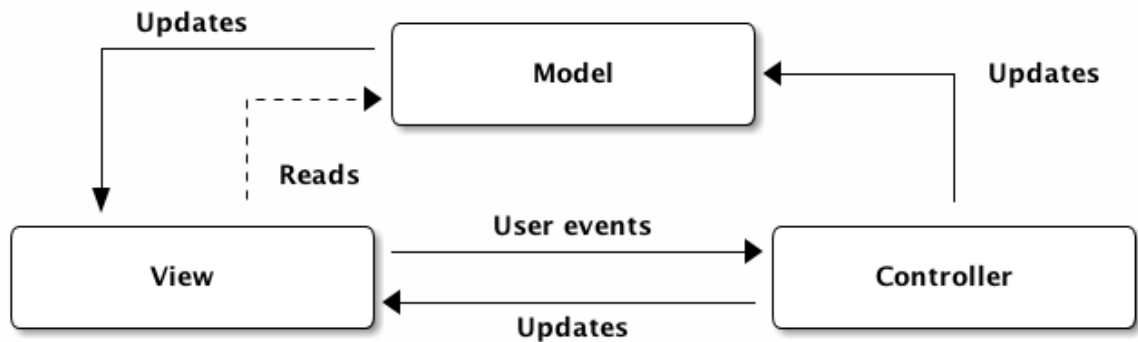 Updates
Model
Updates
Reads
User events
View
Controller
Updates